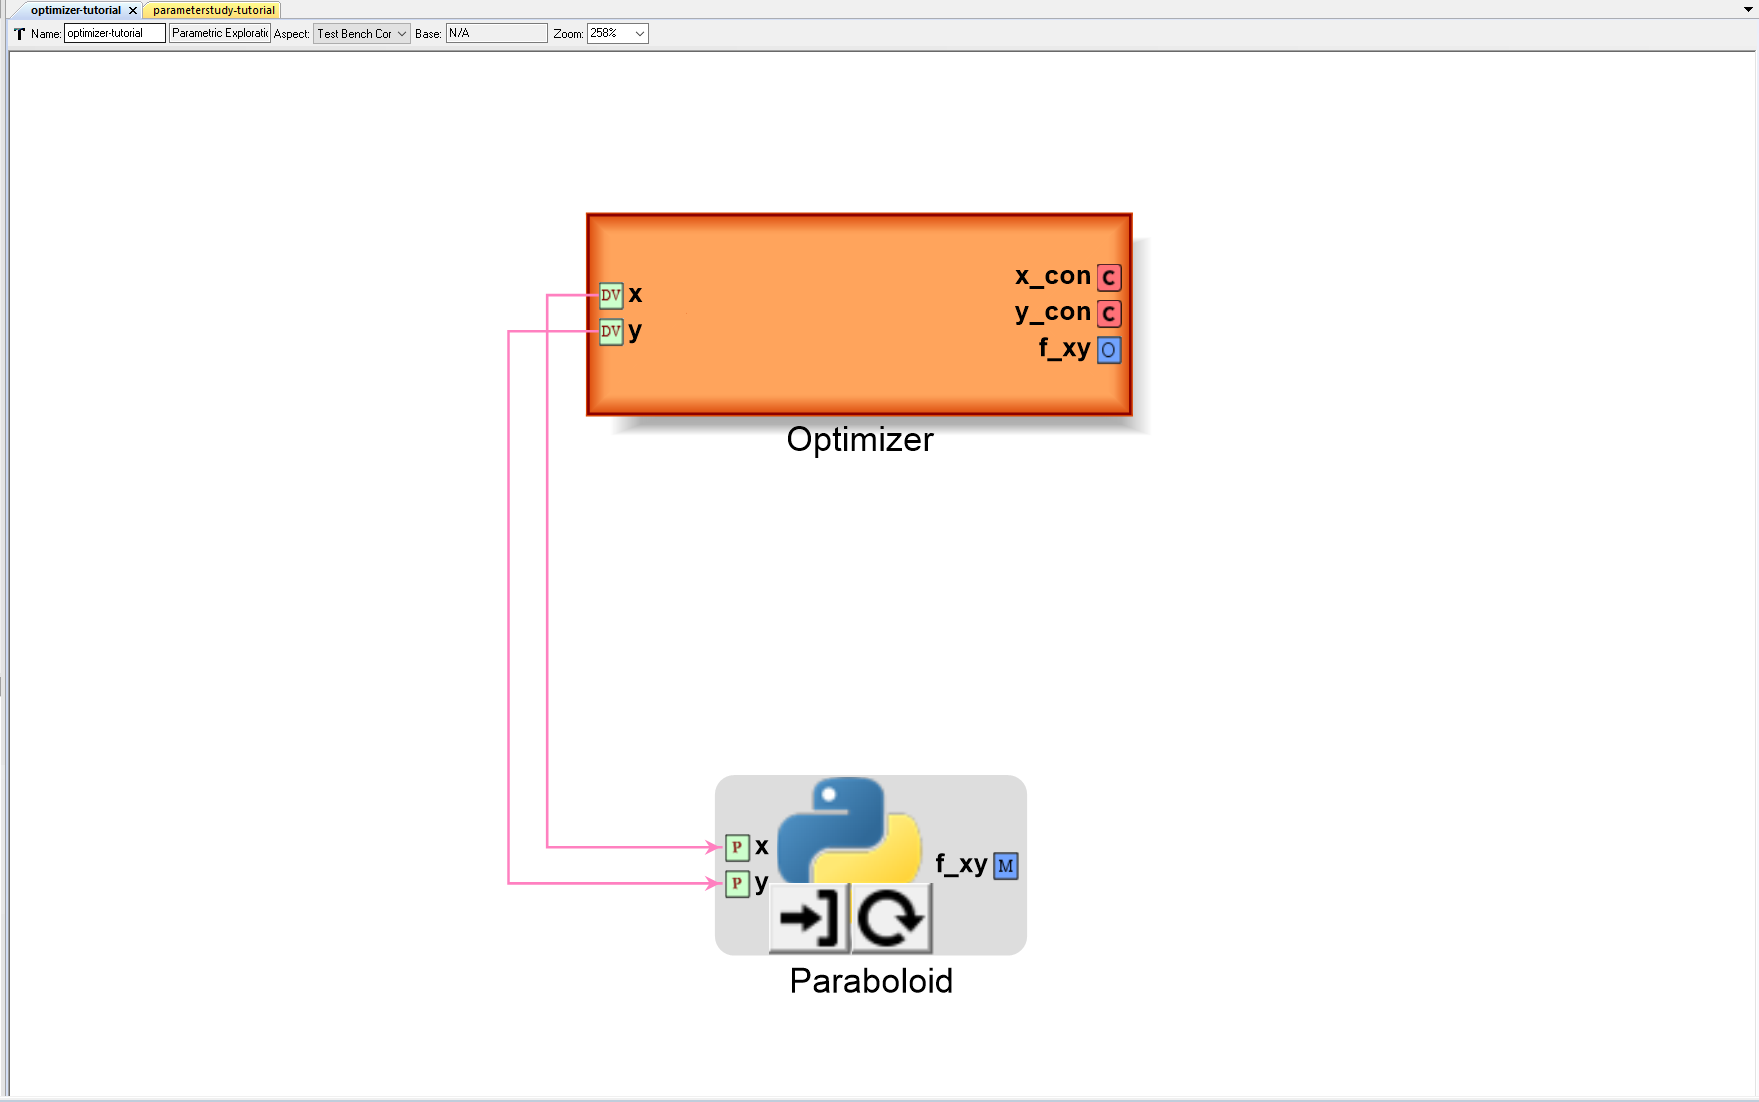 optimizer-tutorial parameterstudy-tutorial
Name: optimizer-tutorial Parametric Exploratic Aspect: Test Bench Cor Base: N/A Zoom: 258%
x_con C
DV x
y_con C
DV y
f_xy O
Optimizer
P x
f_xy M
P y
Paraboloid